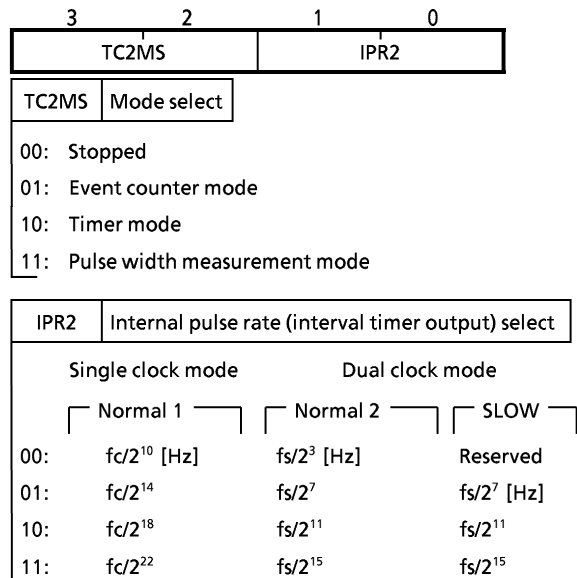 3 2 1 0
TC2MS IPR2
TC2MS Mode select
00: Stopped
01: Event counter mode
10: Timer mode
11: Pulse width measurement mode
IPR2 Internal pulse rate (interval timer output) select
Single clock mode Dual clock mode
Normal 1 Normal 2 SLOW
00: fc/2¹⁰ [Hz] fs/2³ [Hz] Reserved
01: fc/2¹⁴ fs/2⁷ fs/2⁷ [Hz]
10: fc/2¹⁸ fs/2¹¹ fs/2¹¹
11: fc/2²² fs/2¹⁵ fs/2¹⁵